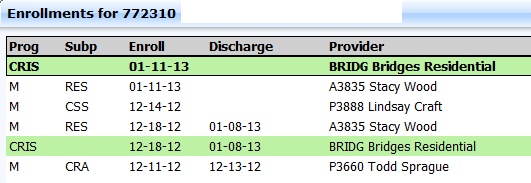 Enrollments for 772310
Prog Subp Enroll Discharge Provider
CRIS 01-11-13 BRIDG Bridges Residential
M RES 01-11-13 A3835 Stacy Wood
M CSS 12-14-12 P3888 Lindsay Craft
M RES 12-18-12 01-08-13 A3835 Stacy Wood
CRIS 12-18-12 01-08-13 BRIDG Bridges Residential
M CRA 12-11-12 12-13-12 P3660 Todd Sprague